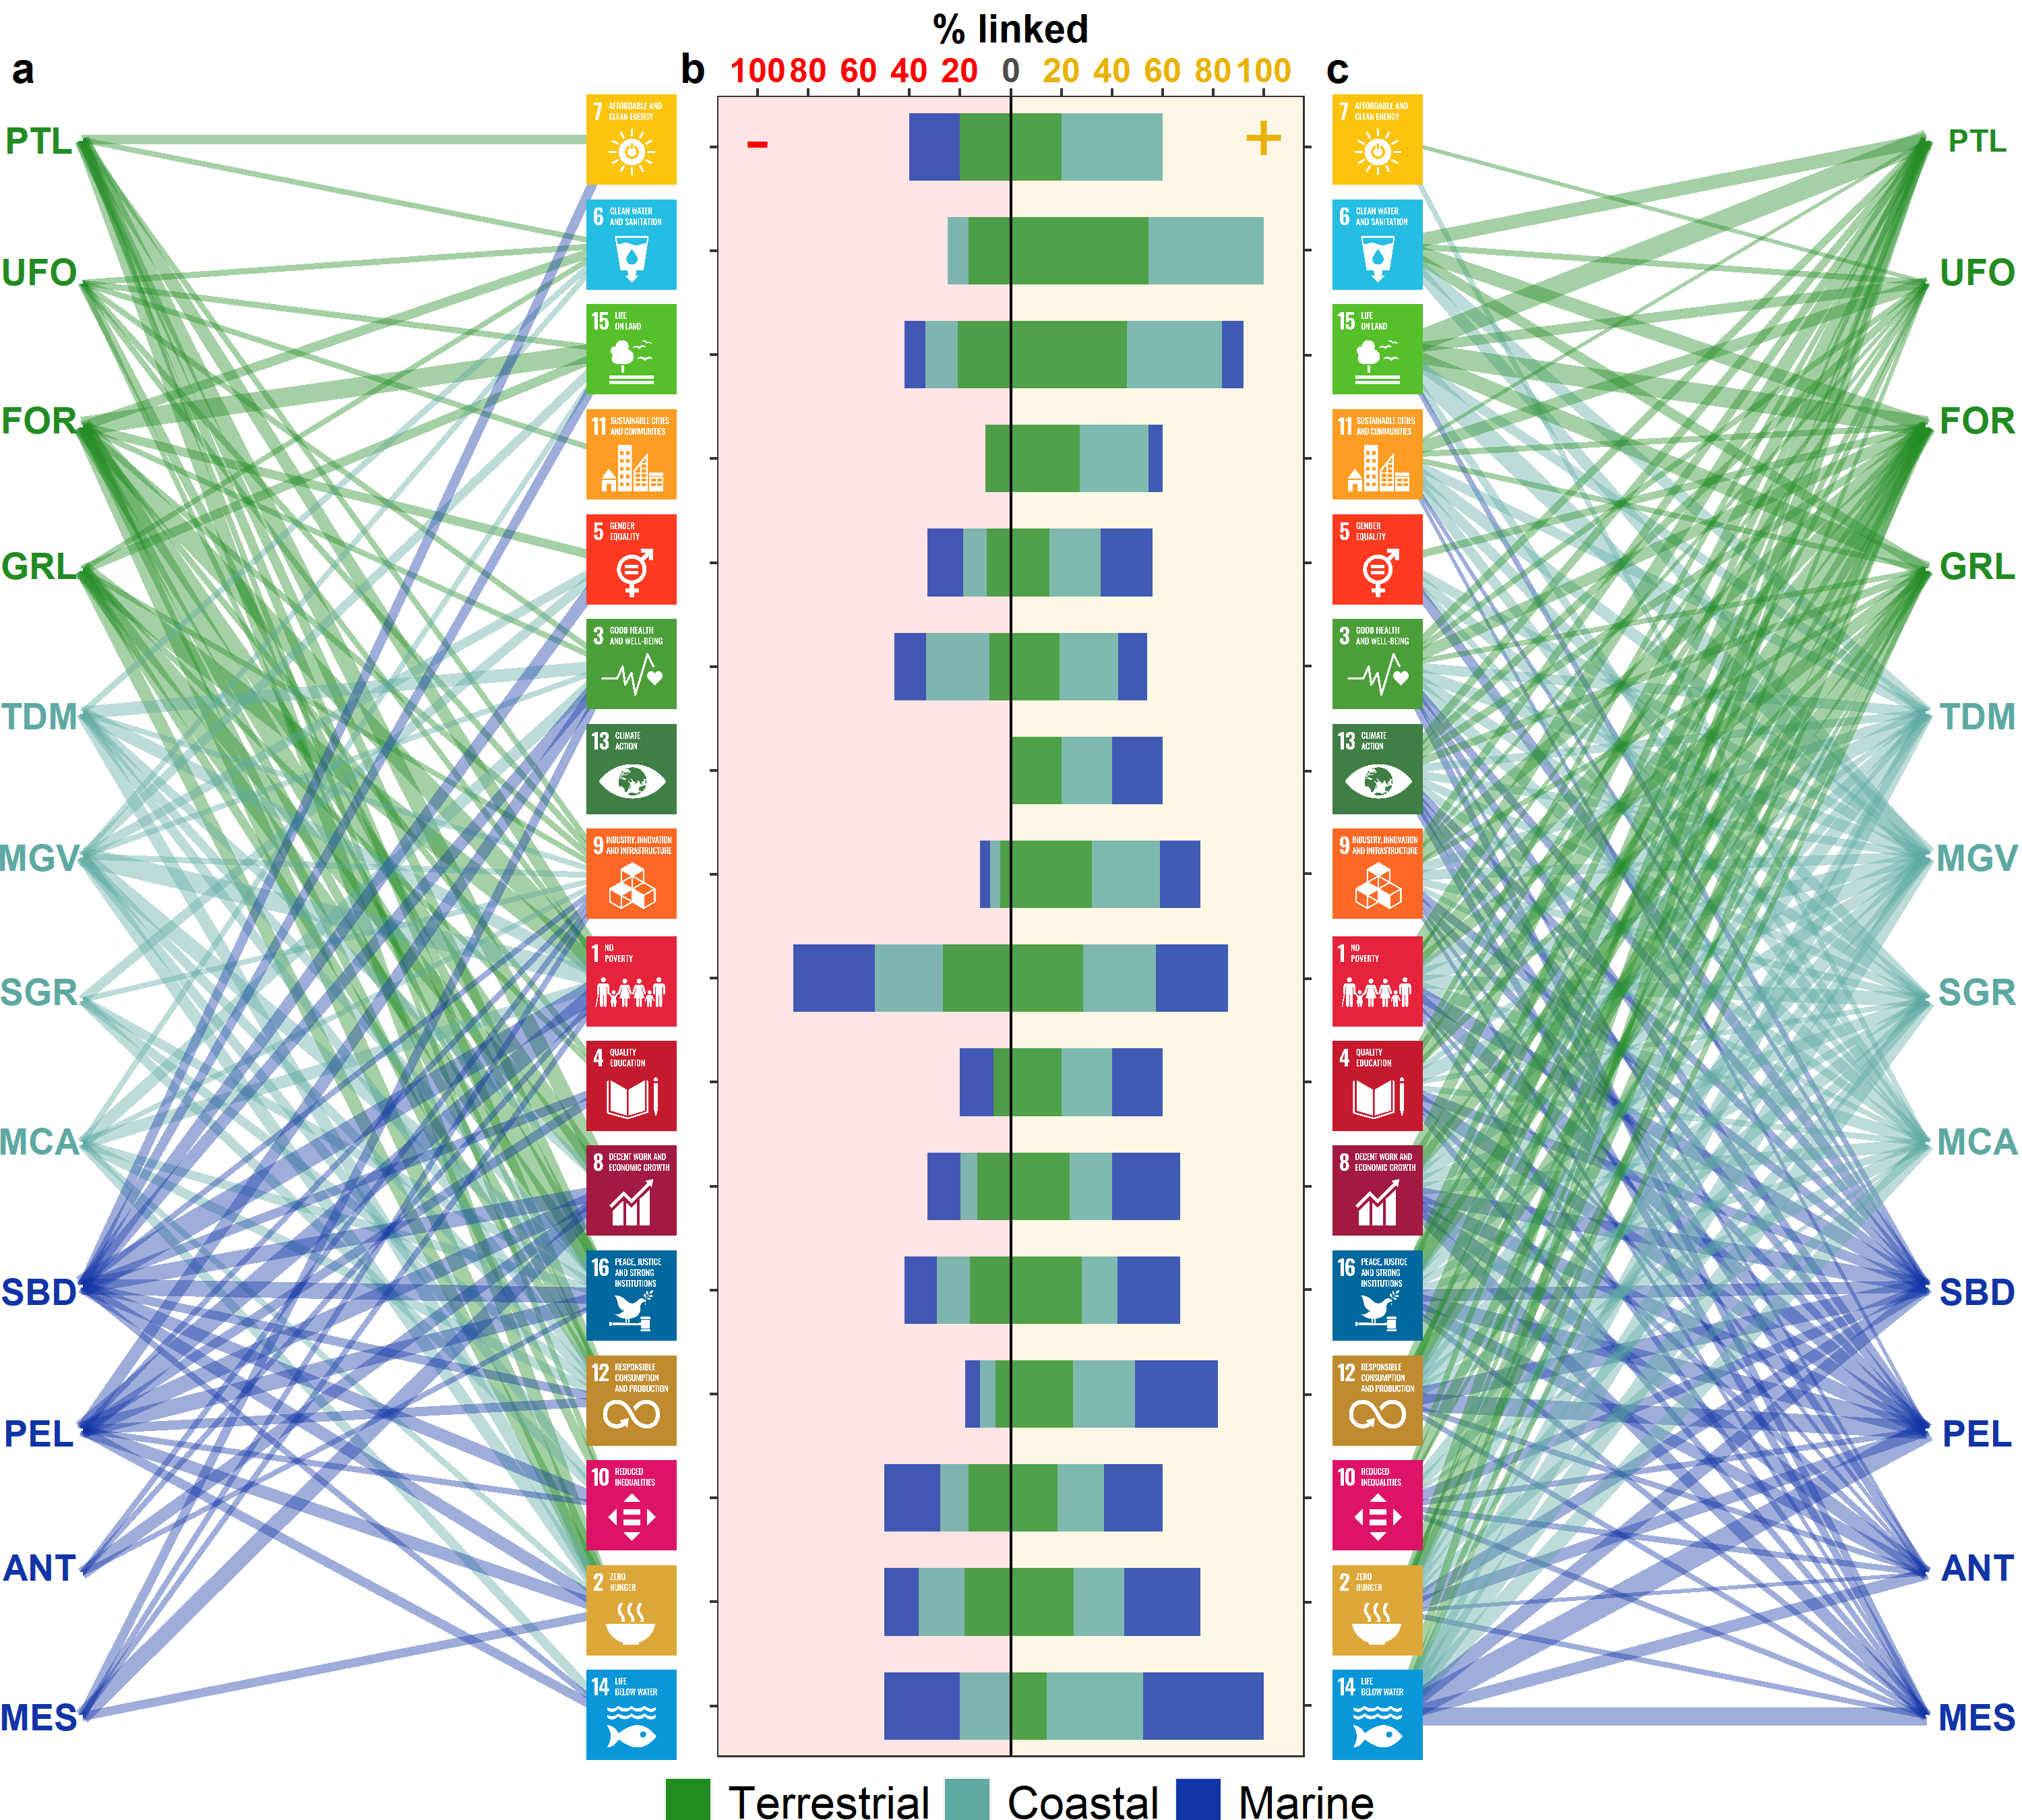 % linked
a
b
100 80 60 40 20 0 20 40 60 80 100
c
-
+
PTL
UFO
FOR
GRL
TDM
MGV
SGR
MCA
SBD
PEL
ANT
MES
7 AFFORDABLE AND
CLEAN ENERGY
6 CLEAN WATER
AND SANITATION
15 LIFE
ON LAND
11 SUSTAINABLE CITIES
AND COMMUNITIES
5 GENDER
EQUALITY
3 GOOD HEALTH
AND WELL-BEING
13 CLIMATE
ACTION
9 INDUSTRY, INNOVATION
AND INFRASTRUCTURE
1 NO
POVERTY
4 QUALITY
EDUCATION
8 DECENT WORK AND
ECONOMIC GROWTH
16 PEACE, JUSTICE
AND STRONG
INSTITUTIONS
12 RESPONSIBLE
CONSUMPTION
AND PRODUCTION
10 REDUCED
INEQUALITIES
2 ZERO
HUNGER
14 LIFE
BELOW WATER
7 AFFORDABLE AND
CLEAN ENERGY
6 CLEAN WATER
AND SANITATION
15 LIFE
ON LAND
11 SUSTAINABLE CITIES
AND COMMUNITIES
5 GENDER
EQUALITY
3 GOOD HEALTH
AND WELL-BEING
13 CLIMATE
ACTION
9 INDUSTRY, INNOVATION
AND INFRASTRUCTURE
1 NO
POVERTY
4 QUALITY
EDUCATION
8 DECENT WORK AND
ECONOMIC GROWTH
16 PEACE, JUSTICE
AND STRONG
INSTITUTIONS
12 RESPONSIBLE
CONSUMPTION
AND PRODUCTION
10 REDUCED
INEQUALITIES
2 ZERO
HUNGER
14 LIFE
BELOW WATER
PTL
UFO
FOR
GRL
TDM
MGV
SGR
MCA
SBD
PEL
ANT
MES
Terrestrial Coastal Marine